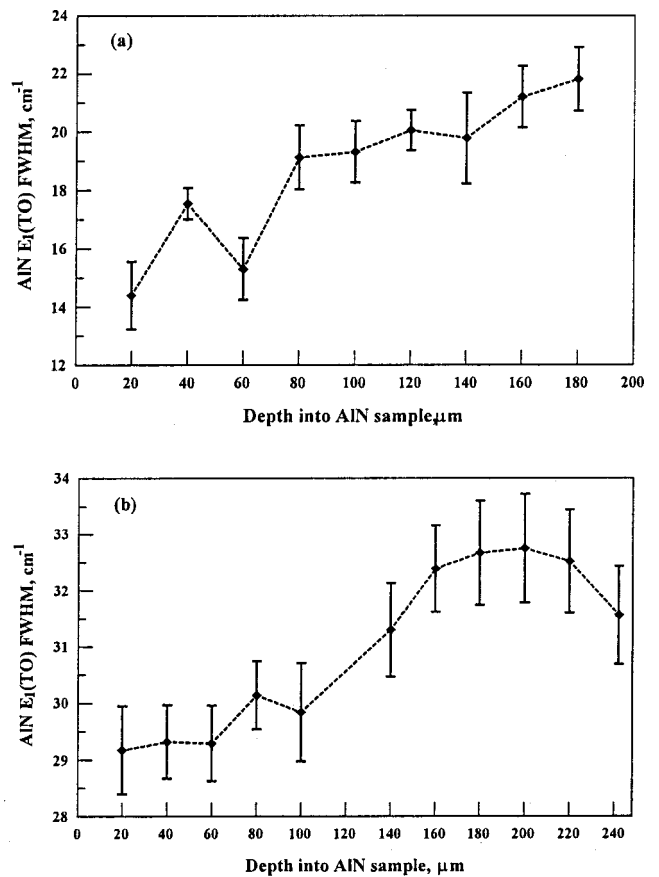 24
22
20
18
16
14
12
(a)
AlN E1(TO) FWHM, cm-1
0 20 40 60 80 100 120 140 160 180 200
Depth into AlN sample,μm
34
33
32
31
30
29
28
(b)
AlN E1(TO) FWHM, cm-1
0 20 40 60 80 100 120 140 160 180 200 220 240
Depth into AlN sample, μm